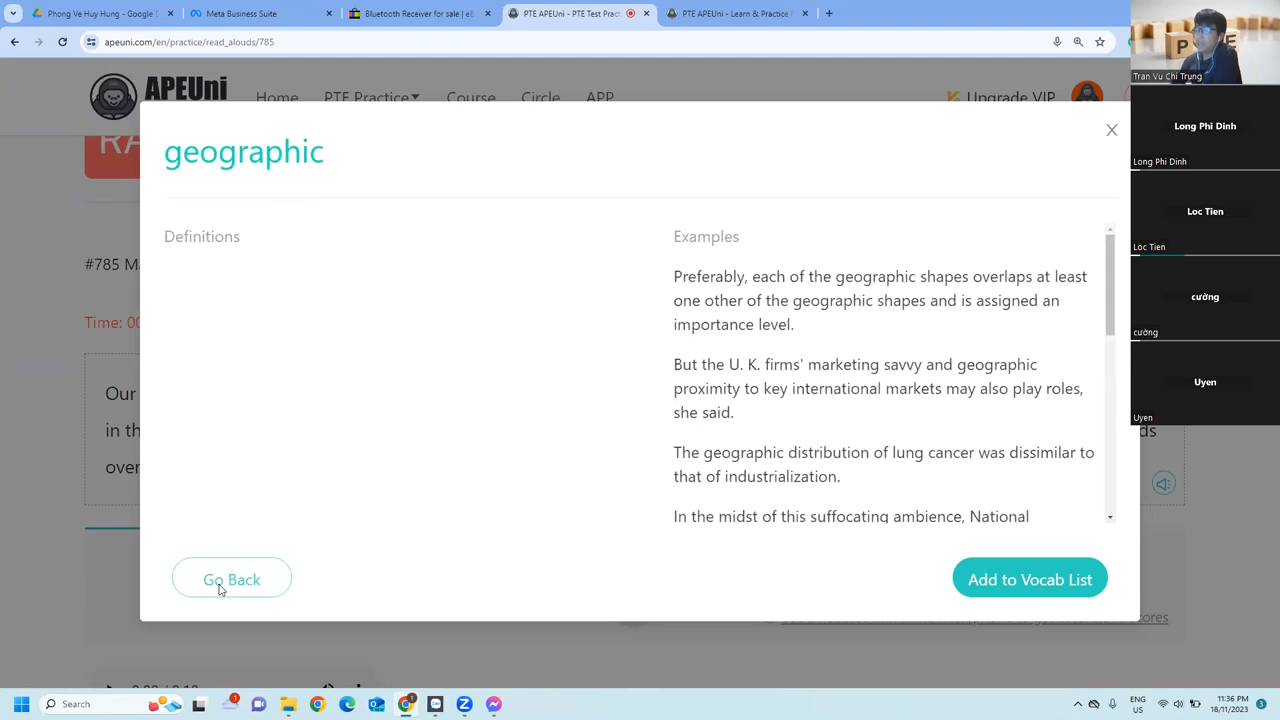 Phong Ve Huy Hung - Google D
Meta Business Suite
Bluetooth Receiver for sale | eB
PTE APEUni - PTE Test Pract
PTE APEUni - Learn & Practice F
apeuni.com/en/practice/read_alouds/785
APEUni
Home
PTE Practice
Course
Circle
APP
Upgrade VIP
RA
geographic
Definitions
Examples
Preferably, each of the geographic shapes overlaps at least
one other of the geographic shapes and is assigned an
importance level.
But the U. K. firms' marketing savvy and geographic
proximity to key international markets may also play roles,
she said.
The geographic distribution of lung cancer was dissimilar to
that of industrialization.
In the midst of this suffocating ambience, National
Go Back
Add to Vocab List
#785 Ma
Time: 00
Our
in th
ds
over
Tran Vu Chi Trung
Long Phi Dinh
Long Phi Dinh
Loc Tien
Loc Tien
cường
cường
Uyen
Uyen
Search
ENG
US
11:36 PM
18/11/2023